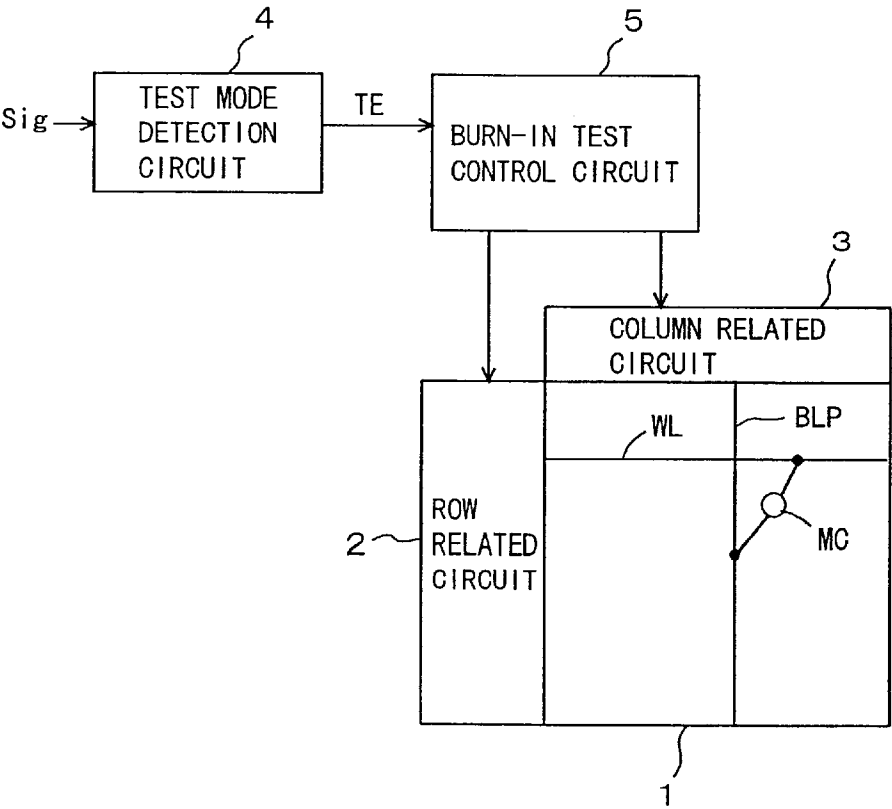 4
5
Sig
TEST MODE
DETECTION
CIRCUIT
TE
BURN-IN TEST
CONTROL CIRCUIT
3
COLUMN RELATED
CIRCUIT
WL
BLP
2
ROW
RELATED
CIRCUIT
MC
1